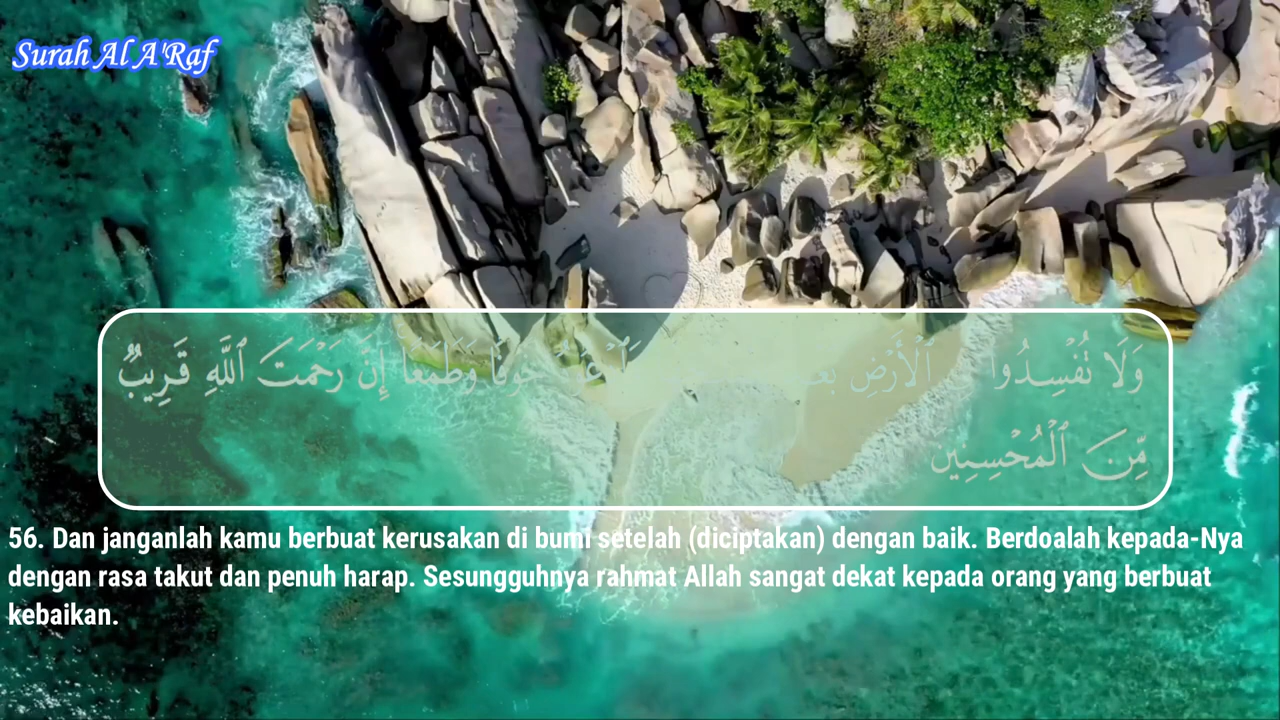 Surah Al A'Raf
وَلَا تُفْسِدُوا۟ ٱلْأَرْضِ خَوْفًا وَطَمَعًا إِنَّ رَحْمَتَ ٱللَّهِ قَرِيبٌ
مِّنَ ٱلْمُحْسِنِينَ
56. Dan janganlah kamu berbuat kerusakan di bumi setelah (diciptakan) dengan baik. Berdoalah kepada-Nya
dengan rasa takut dan penuh harap. Sesungguhnya rahmat Allah sangat dekat kepada orang yang berbuat
kebaikan.